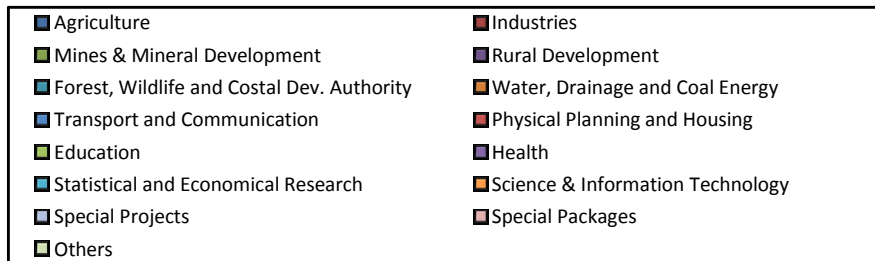 Agriculture Industries
Mines & Mineral Development Rural Development
Forest, Wildlife and Costal Dev. Authority Water, Drainage and Coal Energy
Transport and Communication Physical Planning and Housing
Education Health
Statistical and Economical Research Science & Information Technology
Special Projects Special Packages
Others